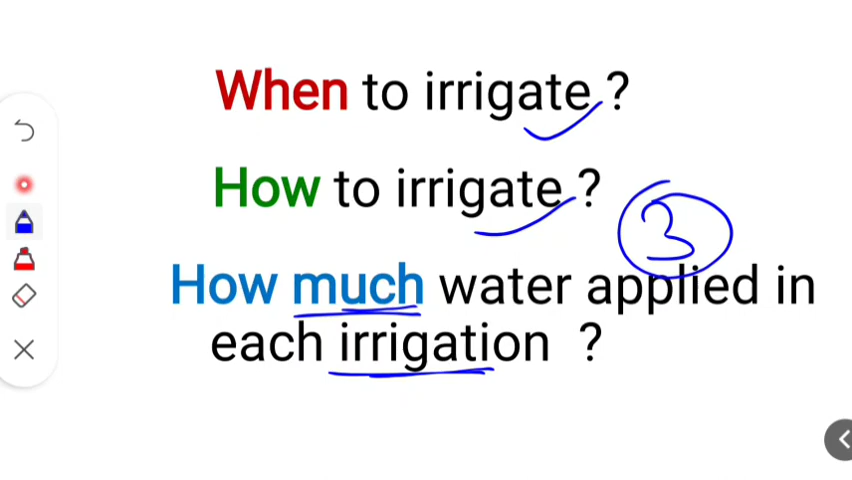 When to irrigate ?
How to irrigate ?
3
How much water applied in
each irrigation ?